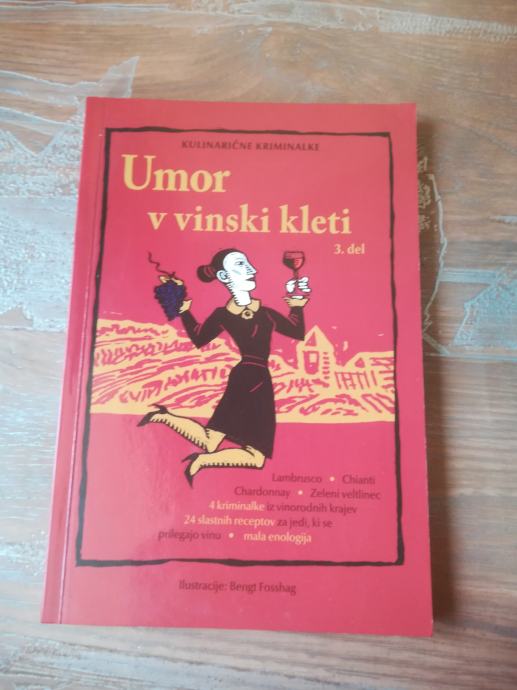 KULINARIČNE KRIMINALKE
Umor
v vinski kleti
3. del
Lambrusco • Chianti
Chardonnay • Zeleni veltlinec
4 kriminalke iz vinorodnih krajev
24 slastnih receptov za jedi, ki se
prilegajo vinu • mala enologija
Ilustracije: Bengt Fosshag